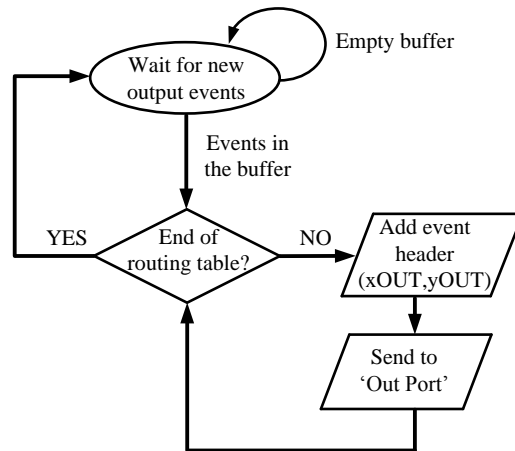 Empty buffer
Wait for new
output events
Events in
the buffer
YES
End of
routing table?
NO
Add event
header
(xOUT,yOUT)
Send to
‘Out Port’